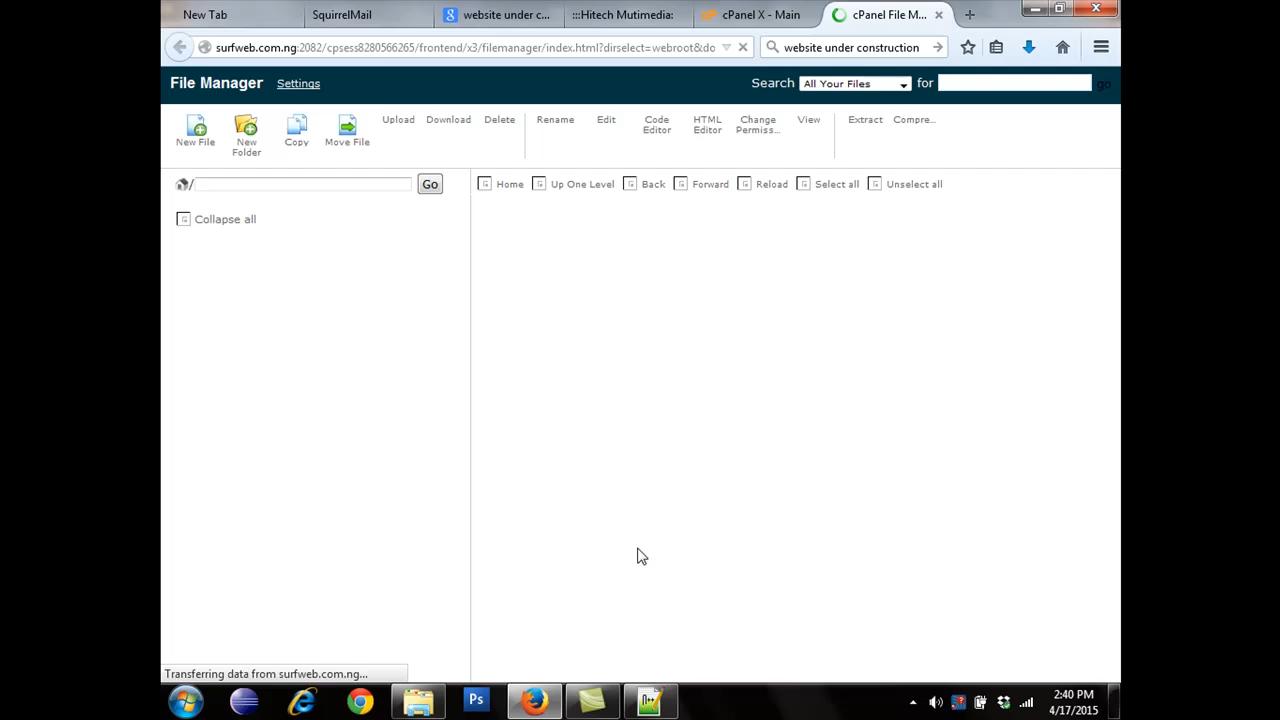 New Tab SquirrelMail website under c... :::Hitech Mutimedia: cPanel X - Main cPanel File M...
surfweb.com.ng:2082/cpsess8280566265/frontend/x3/filemanager/index.html?dirselect=webroot&do website under construction
File Manager Settings Search All Your Files for go
New File New Folder Copy Move File Upload Download Delete Rename Edit Code Editor HTML Editor Change Permiss... View Extract Compre...
/ Go Home Up One Level Back Forward Reload Select all Unselect all
Collapse all
Transferring data from surfweb.com.ng...
Ps 2:40 PM
4/17/2015